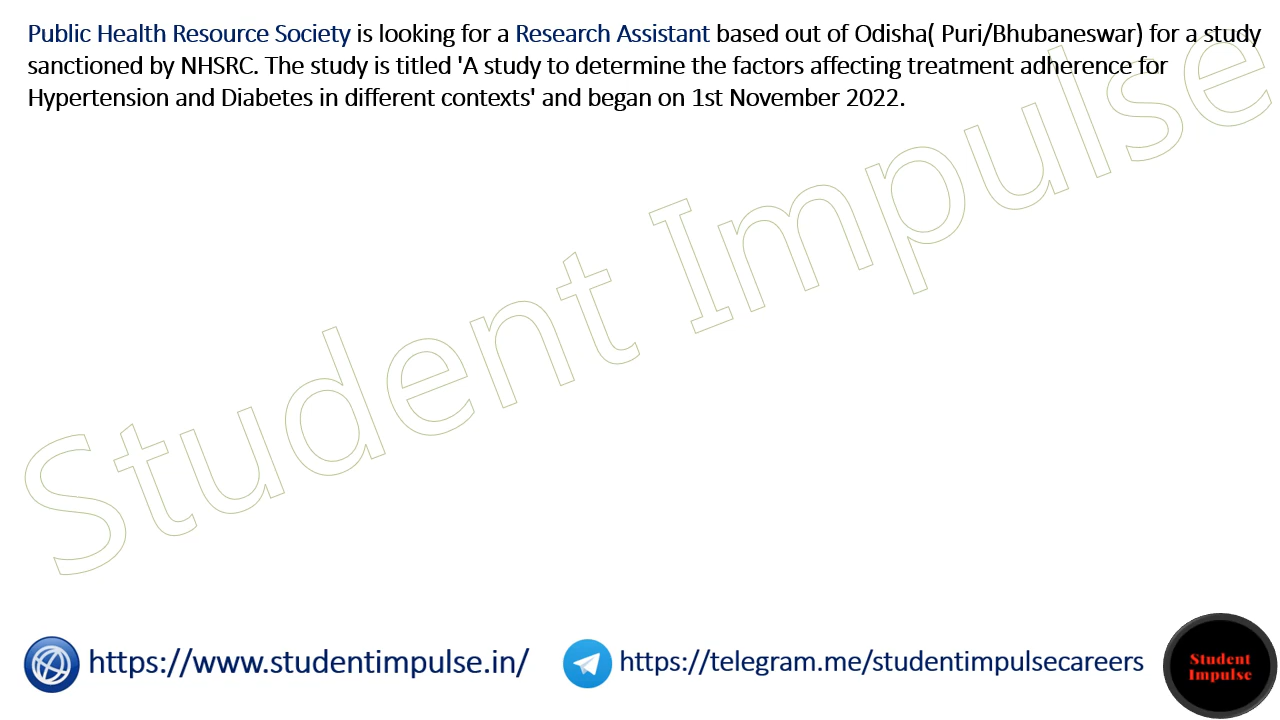 Public Health Resource Society is looking for a Research Assistant based out of Odisha( Puri/Bhubaneswar) for a study
sanctioned by NHSRC. The study is titled 'A study to determine the factors affecting treatment adherence for
Hypertension and Diabetes in different contexts' and began on 1st November 2022.
Student Impulse
https://www.studentimpulse.in/
https://telegram.me/studentimpulsecareers
Student
Impulse